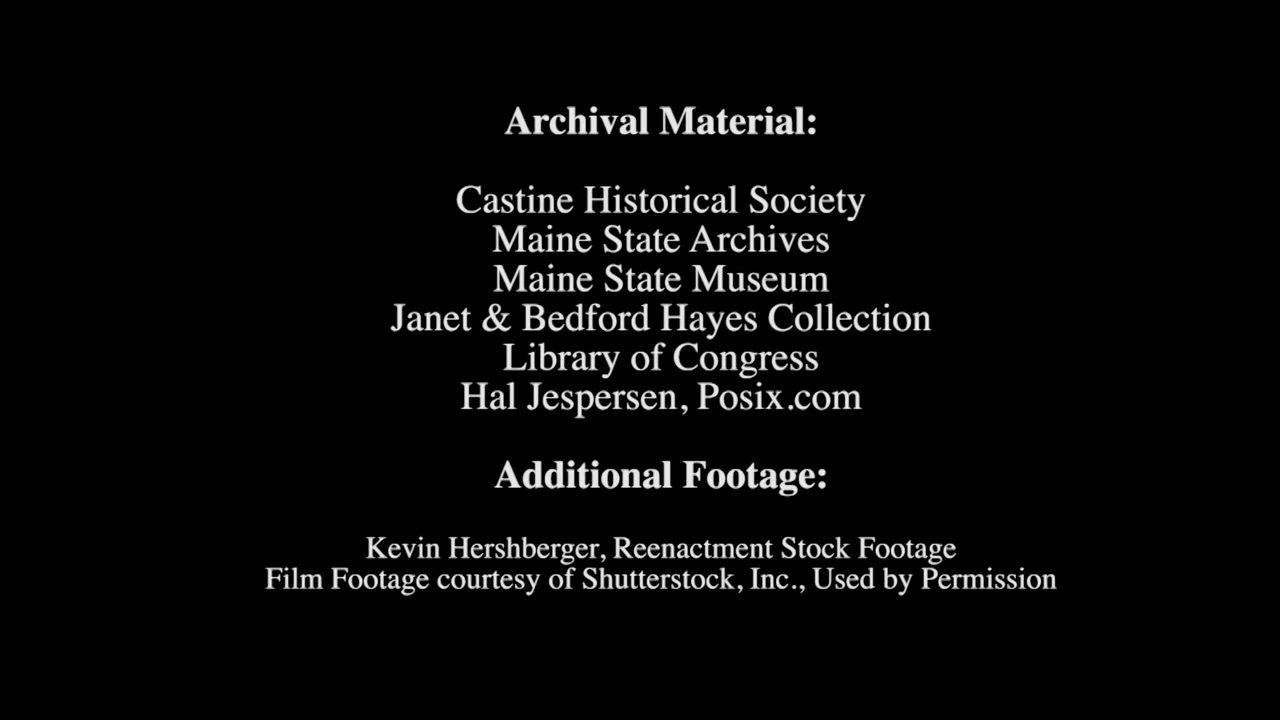 Archival Material:
Castine Historical Society
Maine State Archives
Maine State Museum
Janet & Bedford Hayes Collection
Library of Congress
Hal Jespersen, Posix.com
Additional Footage:
Kevin Hershberger, Reenactment Stock Footage
Film Footage courtesy of Shutterstock, Inc., Used by Permission